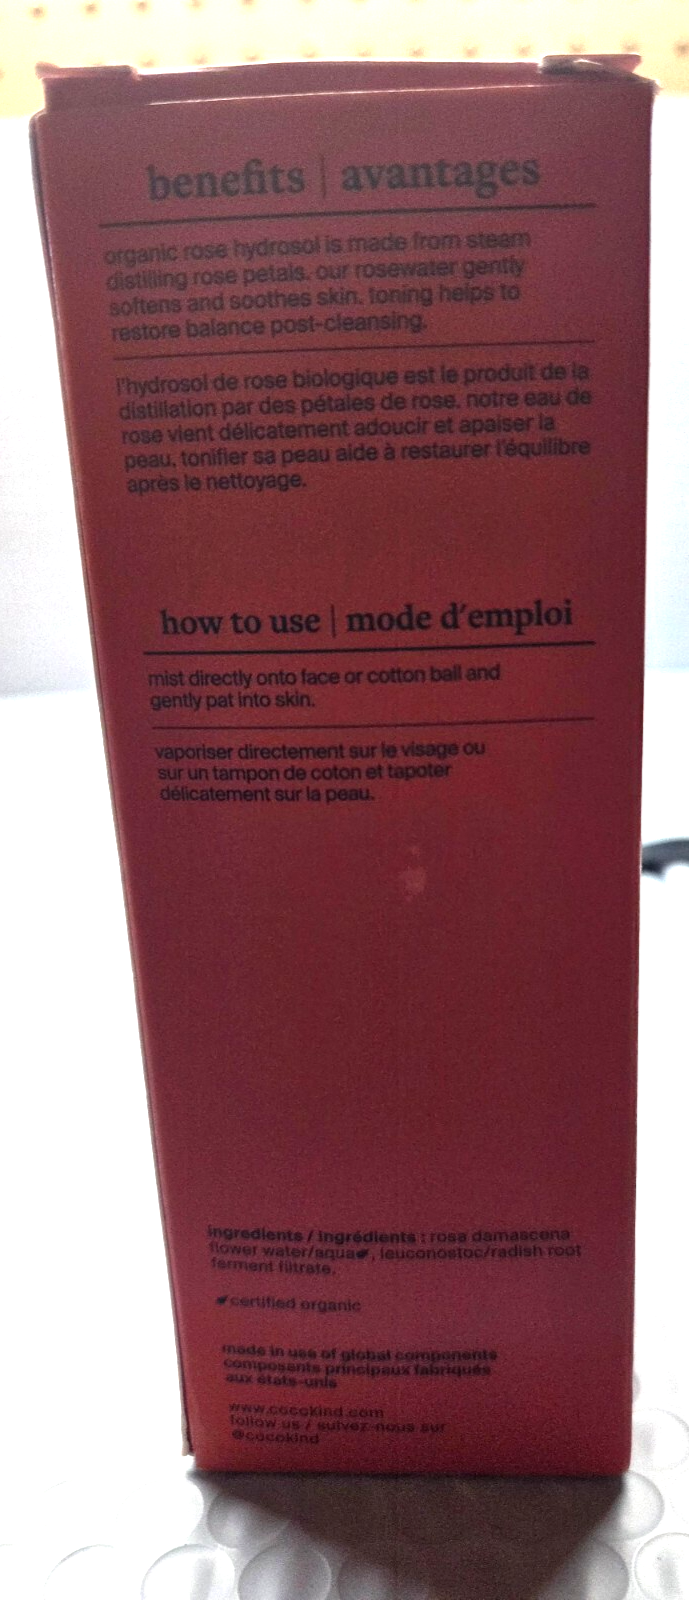 benefits | avantages
organic rose hydrosol is made from steam
distilling rose petals. our rosewater gently
softens and soothes skin. toning helps to
restore balance post-cleansing.
l'hydrosol de rose biologique est le produit de la
distillation par des pétales de rose. notre eau de
rose vient délicatement adoucir et apaiser la
peau. tonifier sa peau aide à restaurer l'équilibre
après le nettoyage.
how to use | mode d'emploi
mist directly onto face or cotton ball and
gently pat into skin.
vaporiser directement sur le visage ou
sur un tampon de coton et tapoter
délicatement sur la peau.
ingredients / ingrédients : rosa damascena
flower water/aqua, leuconostoc/radish root
ferment filtrate.
certified organic
made in usa of global components
composants principaux fabriqués
aux états-unis
www.cocokind.com
follow us / suivez-nous sur
@cocokind